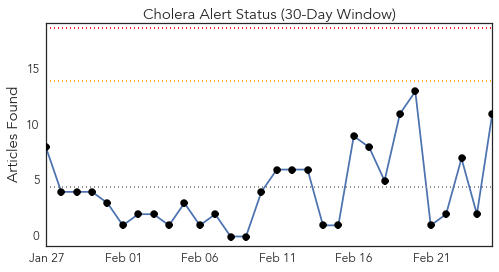 Cholera Alert Status (30-Day Window)
Articles Found
15
10
5
0
Jan 27 Feb 01 Feb 06 Feb 11 Feb 16 Feb 21